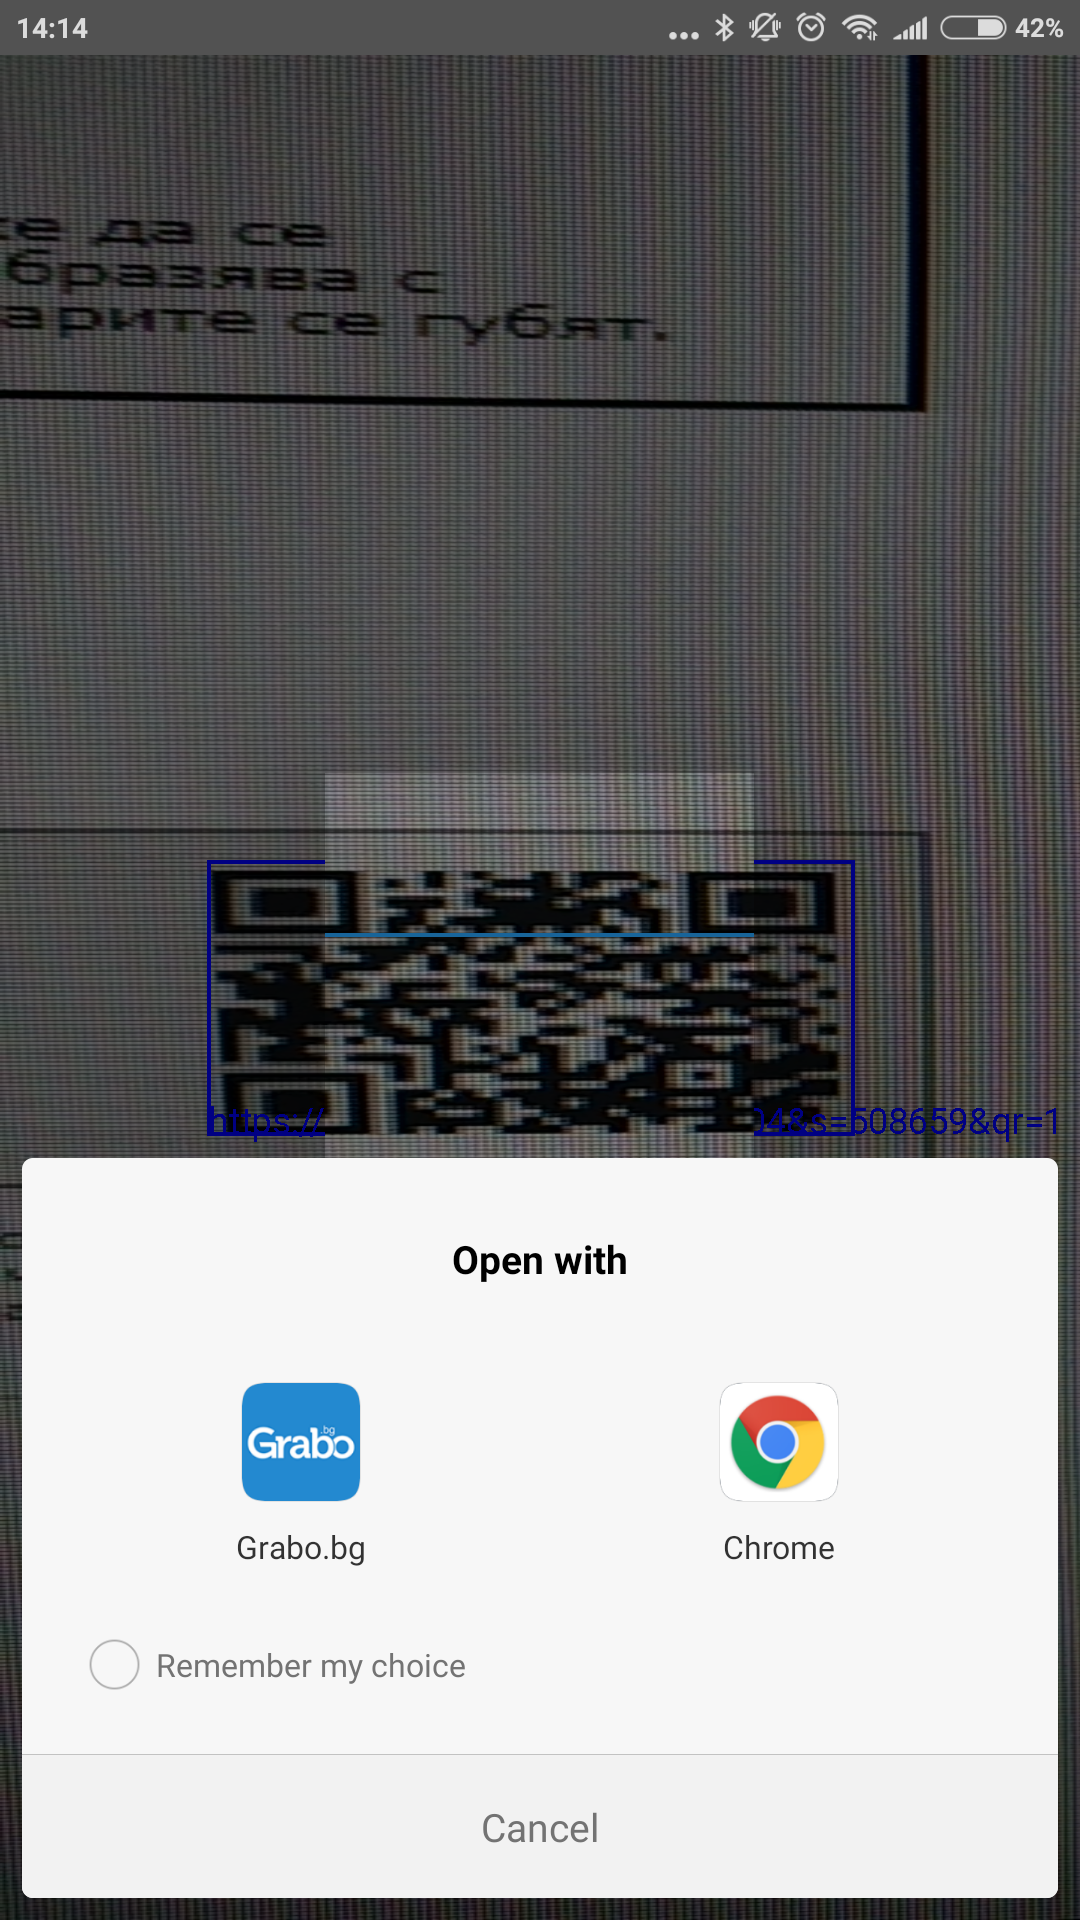 14:14
42%
же да се
бразява с
арите се губят.
https://
04&s=508659&qr=1
Open with
Grabo.bg
Grabo.bg
Chrome
Remember my choice
Cancel